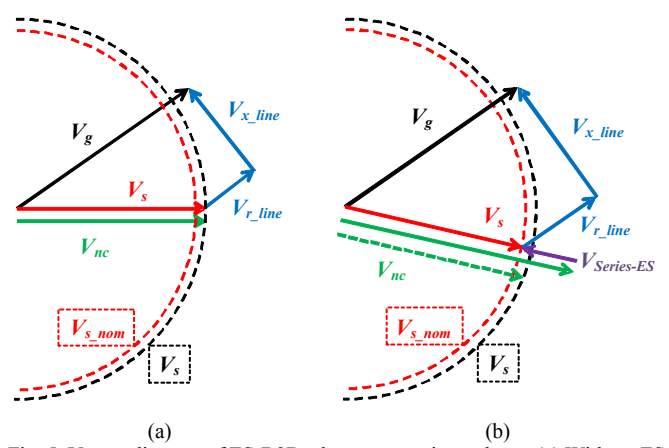 V_g
V_x_line
V_s
V_r_line
V_nc
V_s_nom
V_s
(a)
V_g
V_x_line
V_s
V_r_line
V_nc
V_Series-ES
V_s_nom
V_s
(b)